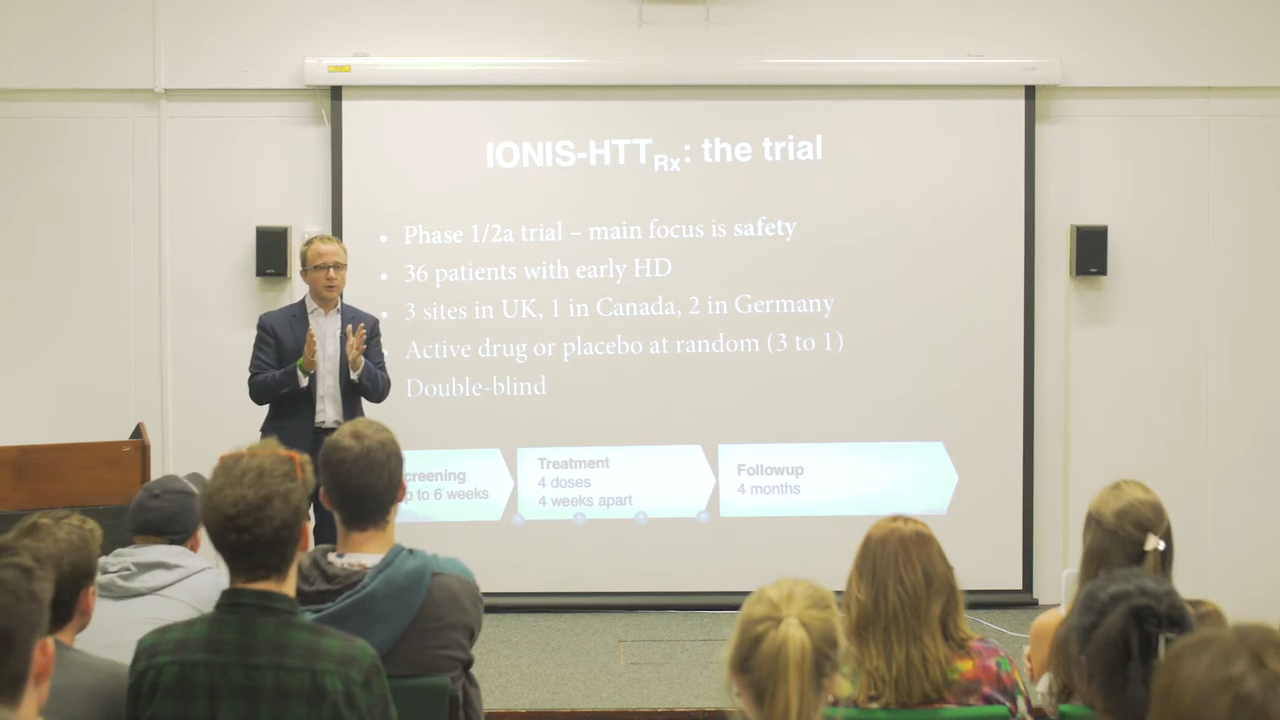 IONIS-HTTRx: the trial
• Phase 1/2a trial – main focus is safety
• 36 patients with early HD
• 3 sites in UK, 1 in Canada, 2 in Germany
Active drug or placebo at random (3 to 1)
Double-blind
creening
p to 6 weeks
Treatment
4 doses
4 weeks apart
Followup
4 months